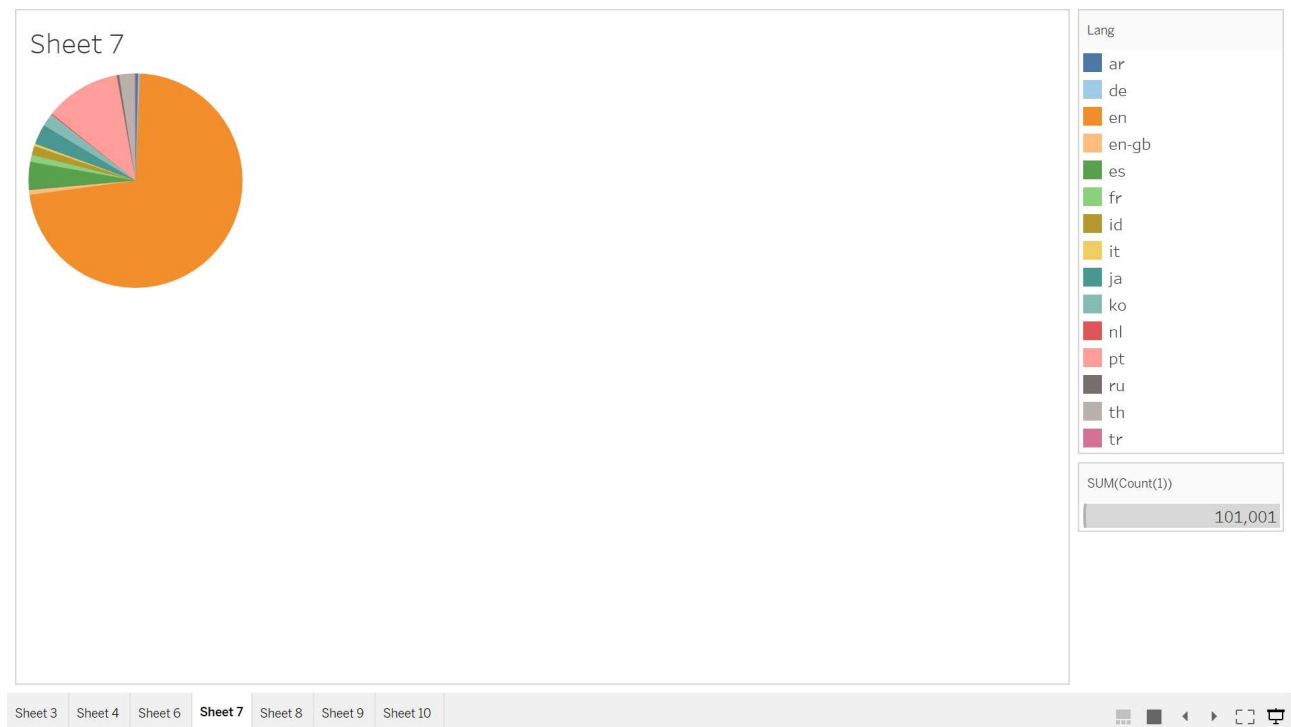 Sheet 7
Lang
ar
de
en
en-gb
es
fr
id
it
ja
ko
nl
pt
ru
th
tr
SUM(Count(1))
101,001
Sheet 3 Sheet 4 Sheet 6 Sheet 7 Sheet 8 Sheet 9 Sheet 10